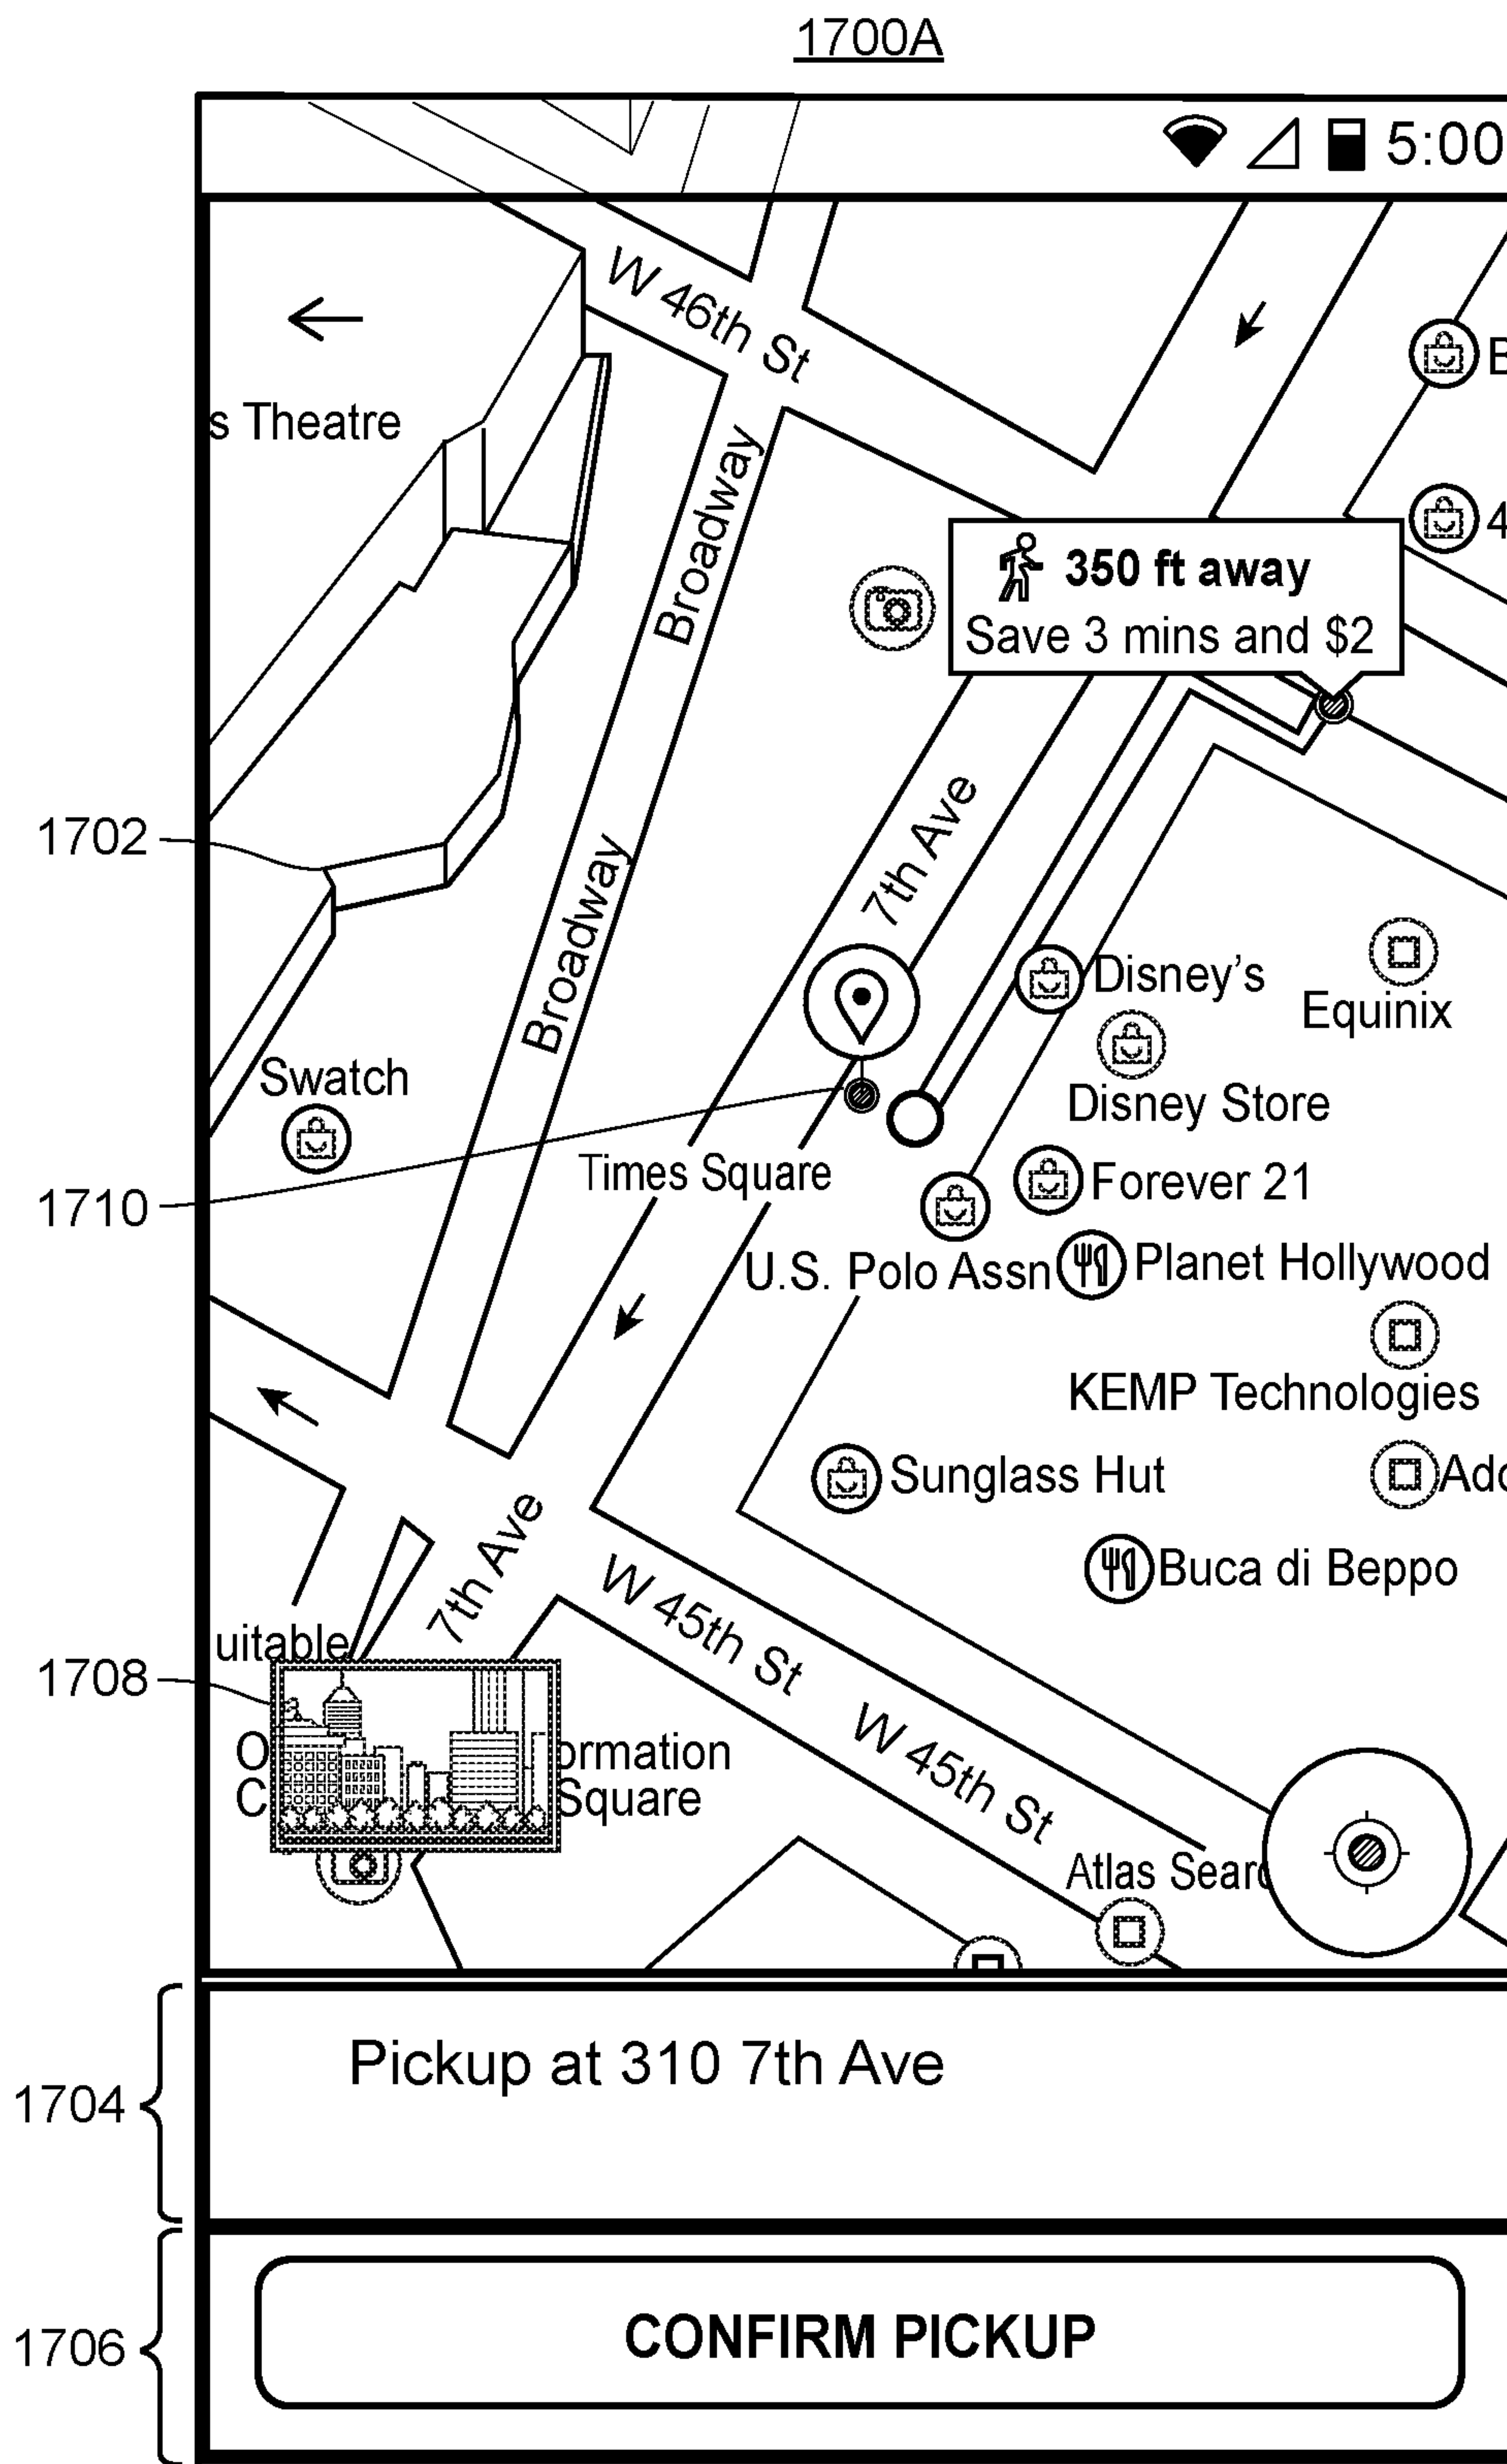 1700A
5:00
W 46th St
s Theatre
B
4
Broadway
350 ft away
Save 3 mins and $2
7th Ave
1702
Broadway
Disney's
Equinix
Swatch
Disney Store
1710
Times Square
Forever 21
U.S. Polo Assn
Planet Hollywood
KEMP Technologies
Sunglass Hut
Add
7th Ave
Buca di Beppo
W 45th St
uitable
1708
O
ormation
C
Square
W 45th St
Atlas Searc
1704
Pickup at 310 7th Ave
1706
CONFIRM PICKUP